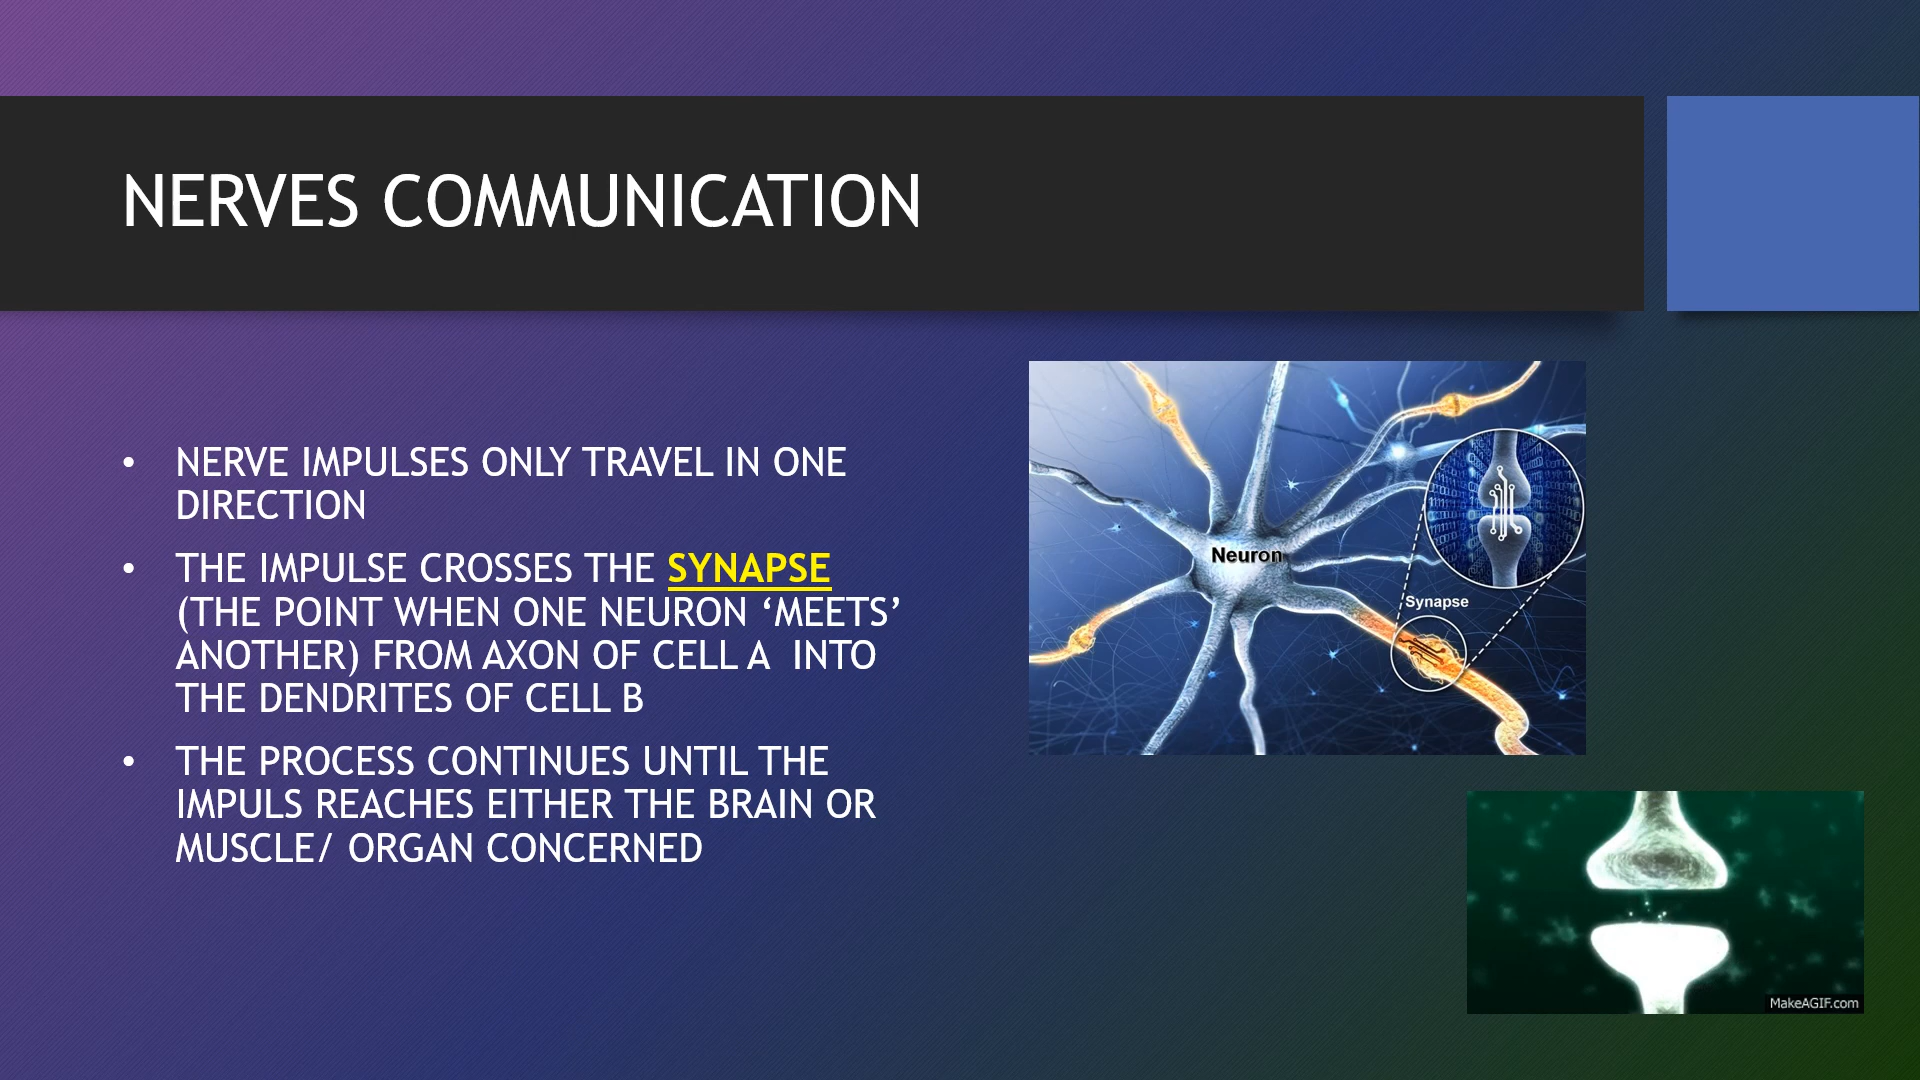 NERVES COMMUNICATION
• NERVE IMPULSES ONLY TRAVEL IN ONE
DIRECTION
• THE IMPULSE CROSSES THE SYNAPSE
(THE POINT WHEN ONE NEURON ‘MEETS’
ANOTHER) FROM AXON OF CELL A  INTO
THE DENDRITES OF CELL B
• THE PROCESS CONTINUES UNTIL THE
IMPULS REACHES EITHER THE BRAIN OR
MUSCLE/ ORGAN CONCERNED
Neuron
Synapse
MakeAGIF.com